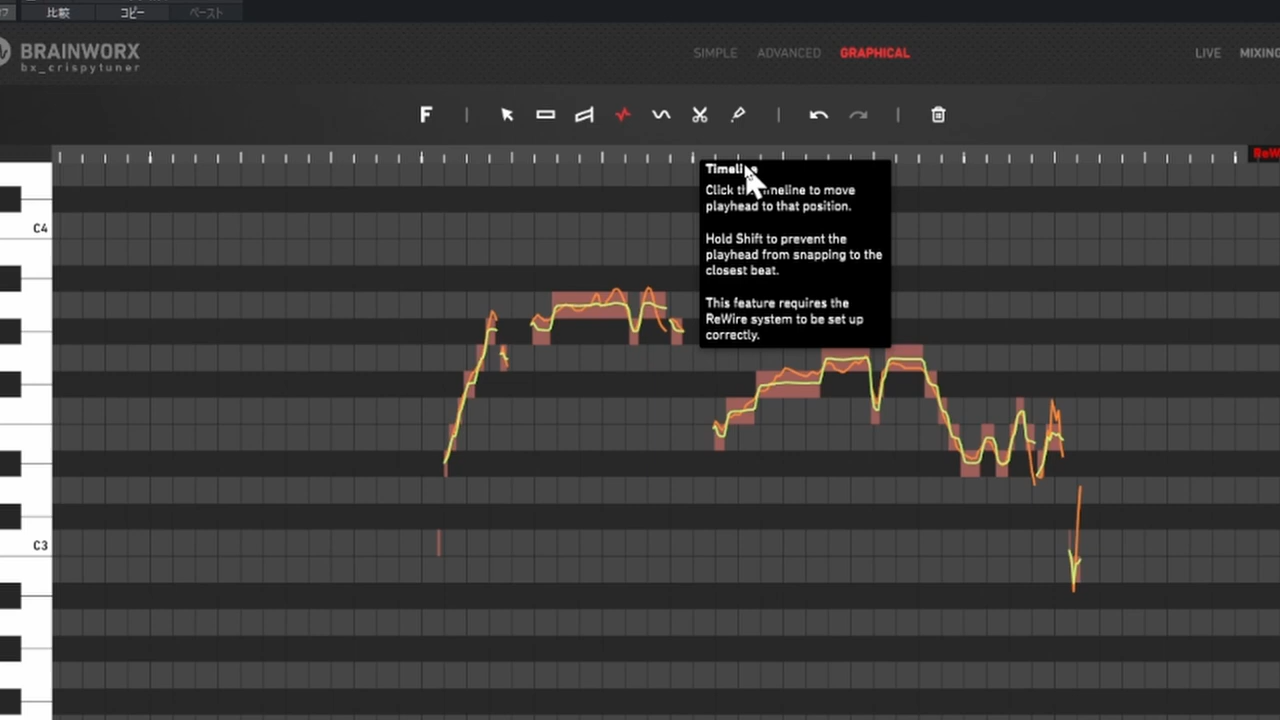 比較 コピー ペースト
BRAINWORX
bx_crispytuner
SIMPLE ADVANCED GRAPHICAL
LIVE
F
Timeline
Click the timeline to move
playhead to that position.
Hold Shift to prevent the
playhead from snapping to the
closest beat.
This feature requires the
ReWire system to be set up
correctly.
C4
C3